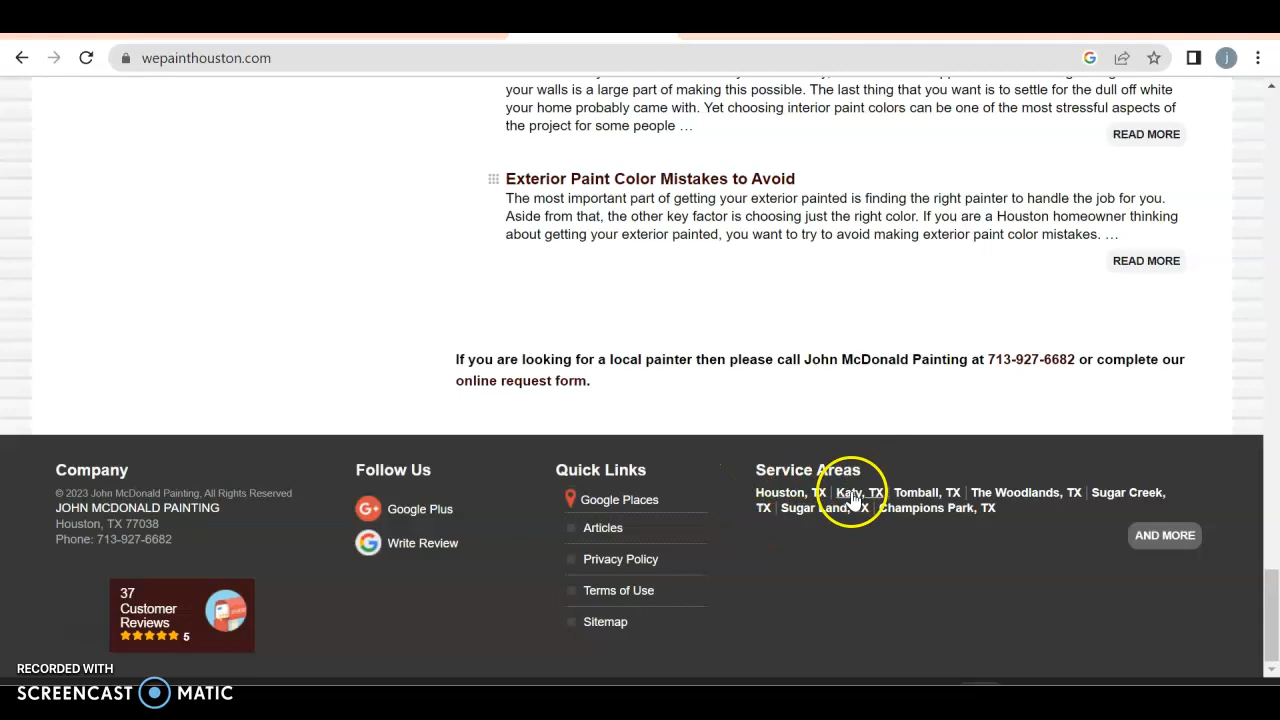 wepainthouston.com
j
your walls is a large part of making this possible. The last thing that you want is to settle for the dull off white
your home probably came with. Yet choosing interior paint colors can be one of the most stressful aspects of
the project for some people …
READ MORE
Exterior Paint Color Mistakes to Avoid
The most important part of getting your exterior painted is finding the right painter to handle the job for you.
Aside from that, the other key factor is choosing just the right color. If you are a Houston homeowner thinking
about getting your exterior painted, you want to try to avoid making exterior paint color mistakes. …
READ MORE
If you are looking for a local painter then please call John McDonald Painting at 713-927-6682 or complete our
online request form.
Company
© 2023 John McDonald Painting, All Rights Reserved
JOHN MCDONALD PAINTING
Houston, TX 77038
Phone: 713-927-6682
37
Customer
Reviews
5
Follow Us
Google Plus
Write Review
Quick Links
Google Places
Articles
Privacy Policy
Terms of Use
Sitemap
Service Areas
Houston, TX | Katy, TX | Tomball, TX | The Woodlands, TX | Sugar Creek,
TX | Sugar Land, TX | Champions Park, TX
AND MORE
RECORDED WITH
SCREENCAST MATIC